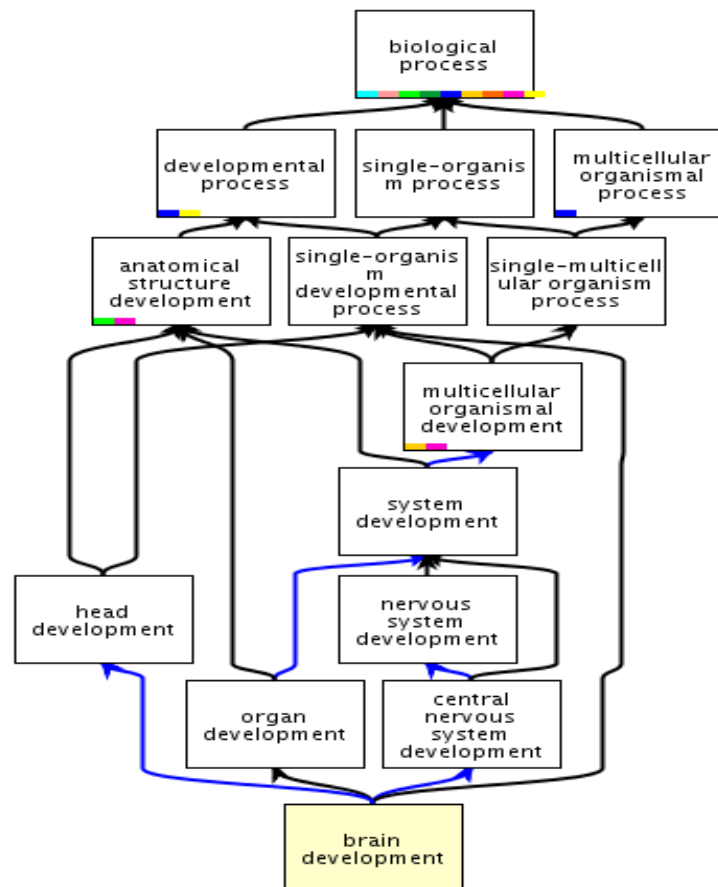 biological
process
developmental
process
single-organis
m process
multicellular
organismal
process
anatomical
structure
development
single-organis
m
developmental
process
single-multicell
ular organism
process
multicellular
organismal
development
system
development
head
development
nervous
system
development
organ
development
central
nervous
system
development
brain
development